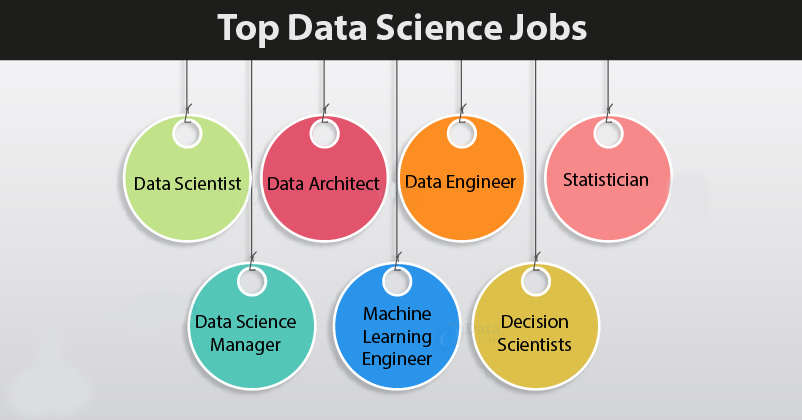 Top Data Science Jobs
Data Scientist
Data Architect
Data Engineer
Statistician
Data Science
Manager
Machine
Learning
Engineer
Decision
Scientists